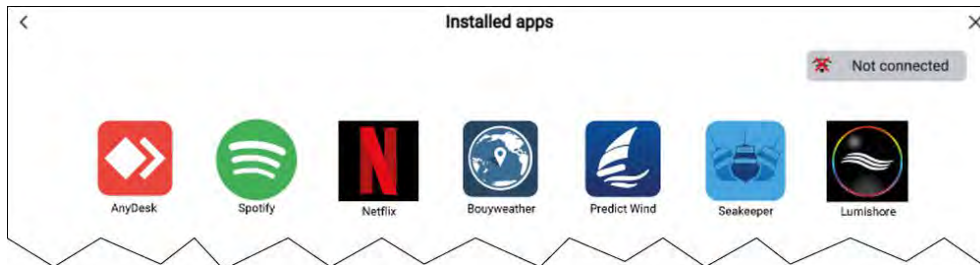 Installed apps
Not connected
AnyDesk
Spotify
Netflix
Bouyweather
Predict Wind
Seakeeper
Lumishore